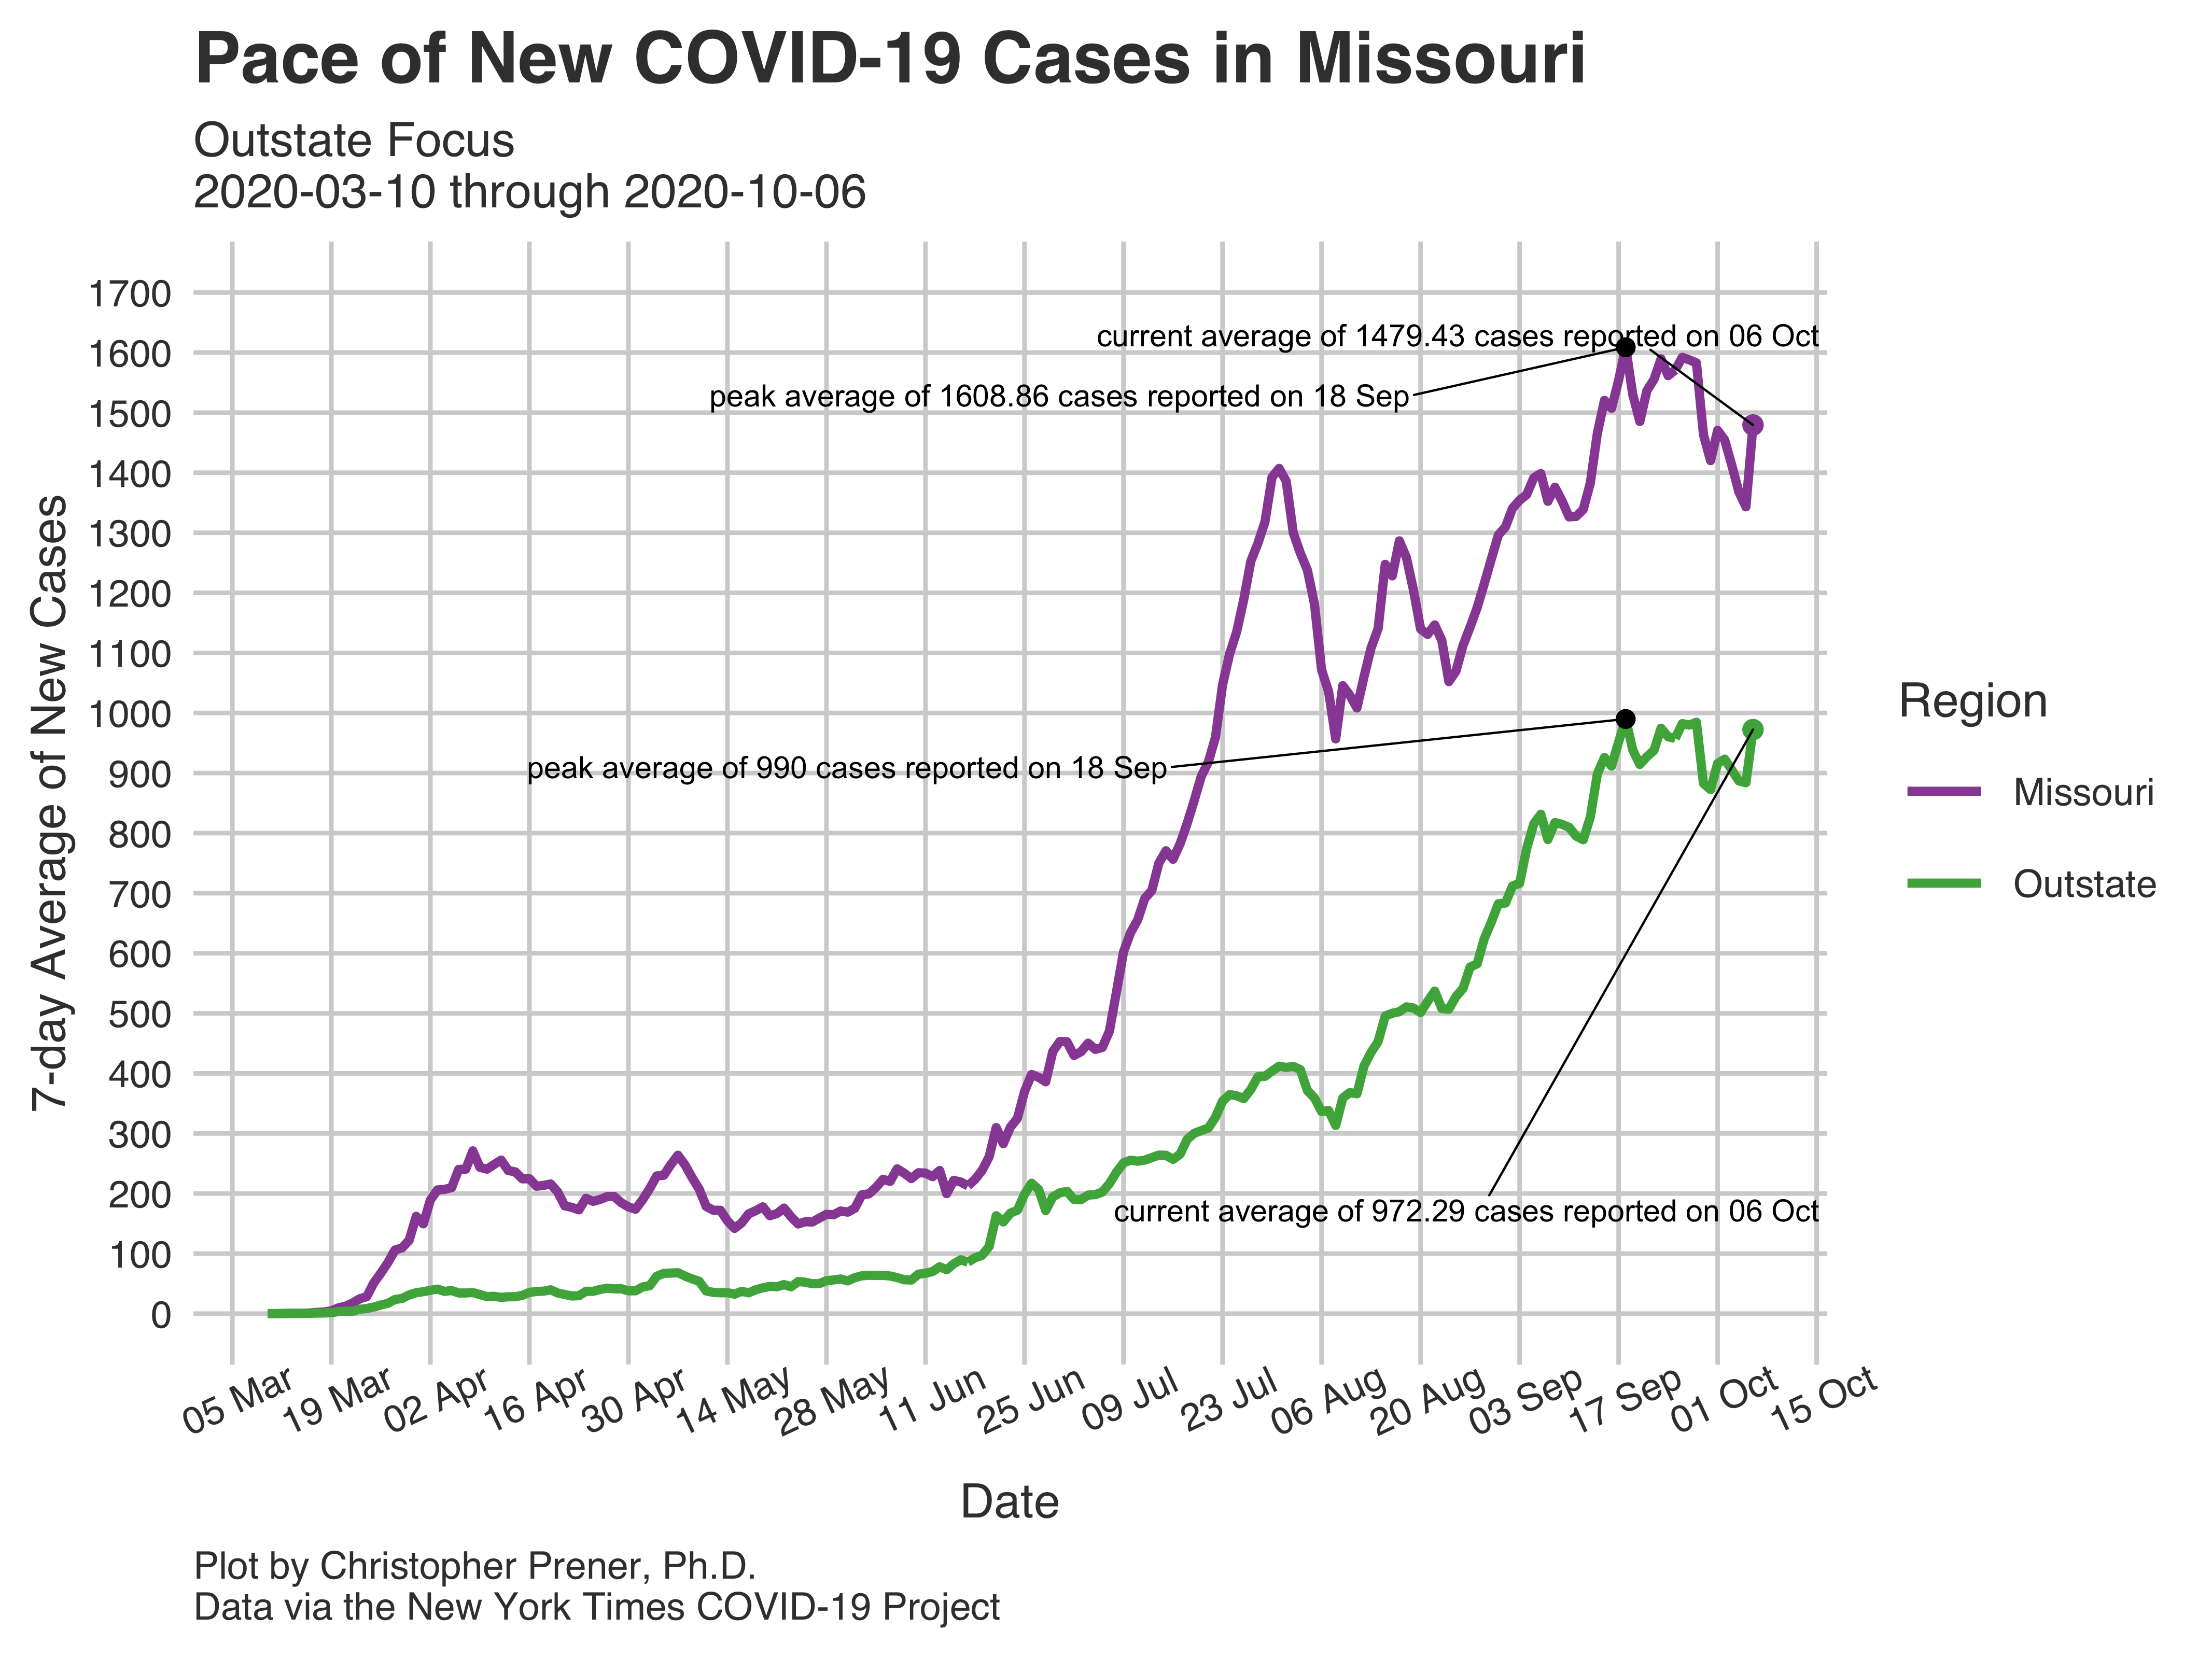 Pace of New COVID-19 Cases in Missouri
Outstate Focus
2020-03-10 through 2020-10-06
7-day Average of New Cases
1700
1600
1500
1400
1300
1200
1100
1000
900
800
700
600
500
400
300
200
100
0
current average of 1479.43 cases reported on 06 Oct
peak average of 1608.86 cases reported on 18 Sep
peak average of 990 cases reported on 18 Sep
current average of 972.29 cases reported on 06 Oct
Region
Missouri
Outstate
05 Mar
19 Mar
02 Apr
16 Apr
30 Apr
14 May
28 May
11 Jun
25 Jun
09 Jul
23 Jul
06 Aug
20 Aug
03 Sep
17 Sep
01 Oct
15 Oct
Date
Plot by Christopher Prener, Ph.D.
Data via the New York Times COVID-19 Project